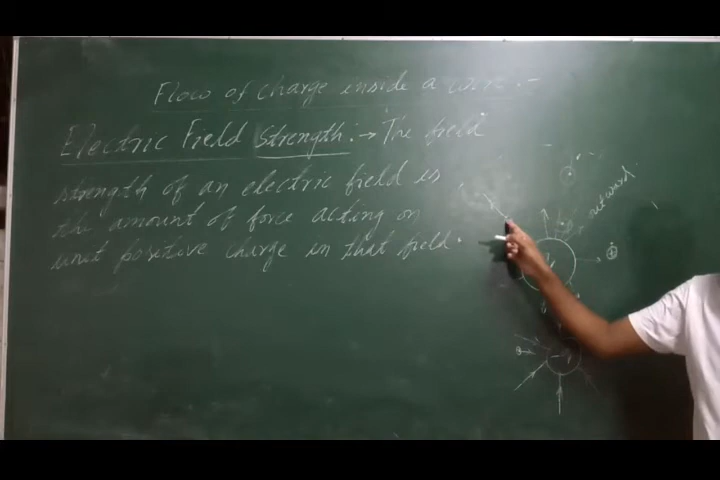 Flow of charge inside a wire :-
Electric Field Strength :→ The field
strength of an electric field is
the amount of force acting on
unit positive charge in that field.
outward